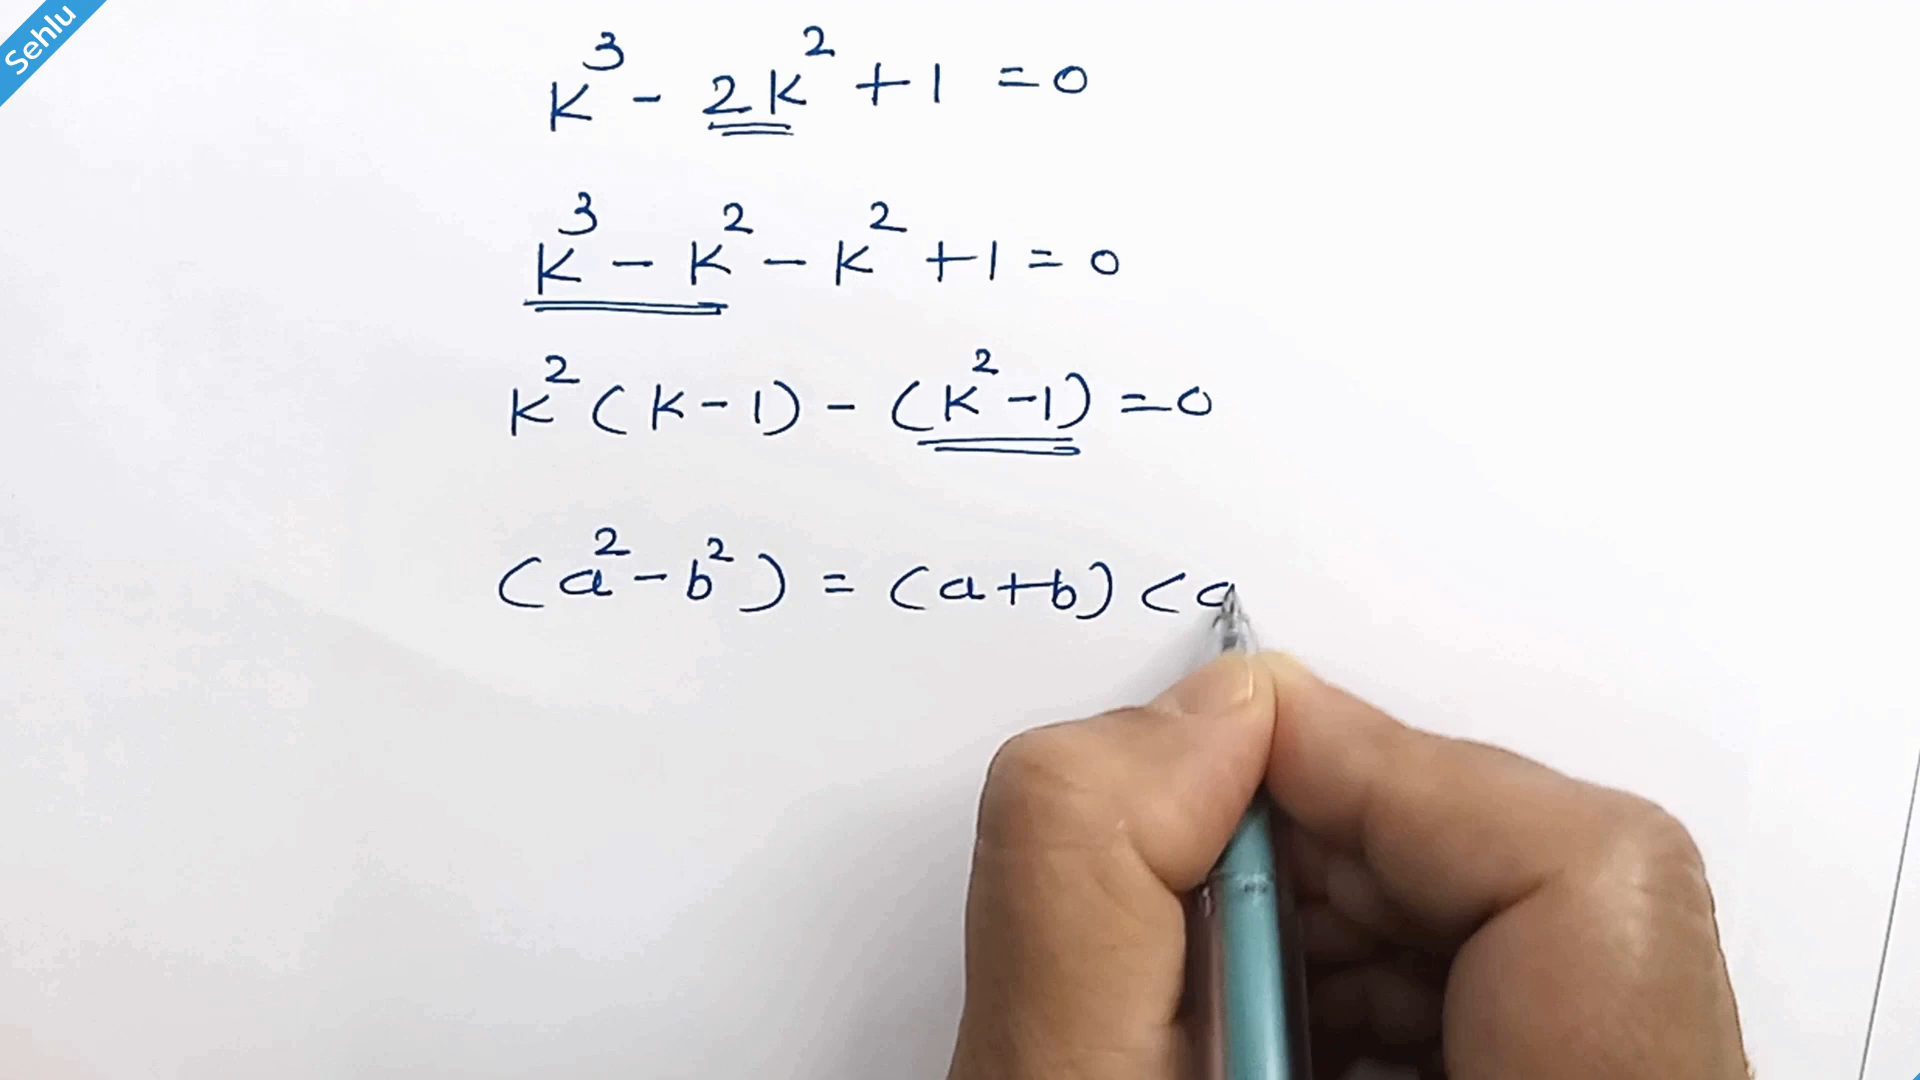 Sehlu
K³ - 2K² + 1 = 0
K³ - K² - K² + 1 = 0
K² (K - 1) - (K² - 1) = 0
(a² - b²) = (a + b) (a